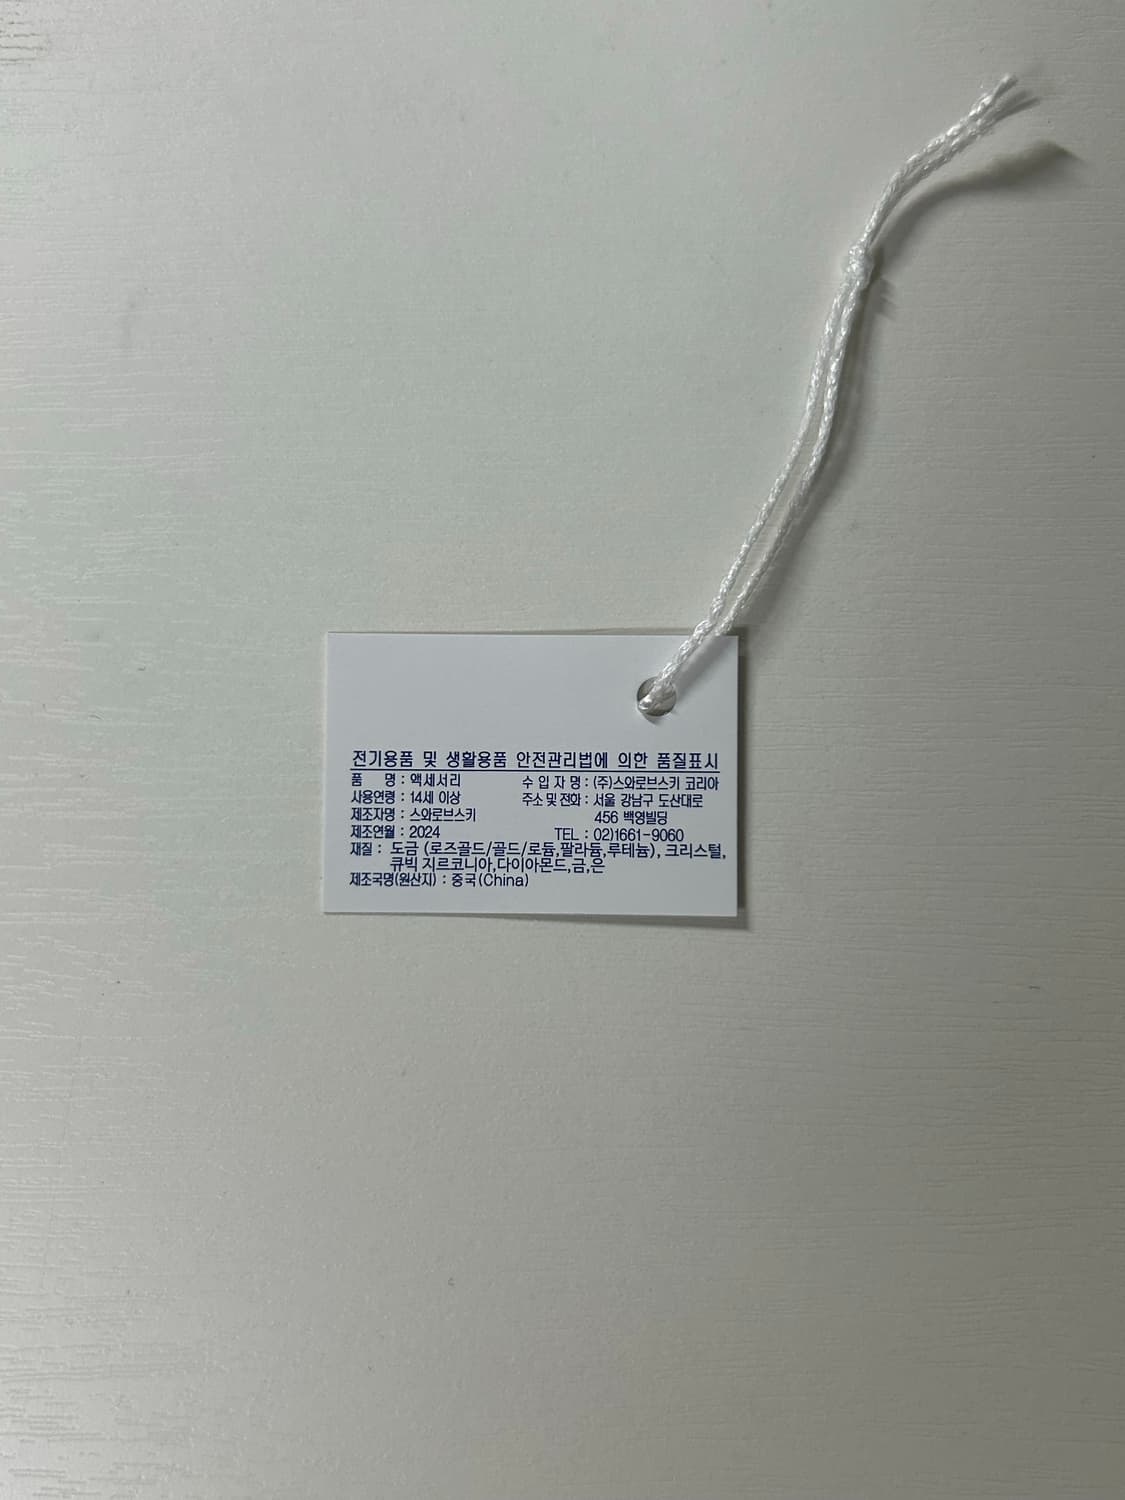 전기용품 및 생활용품 안전관리법에 의한 품질표시
품 명 : 액세서리 수 입 자 명 : (주)스와로브스키 코리아
사용연령 : 14세 이상 주소 및 전화 : 서울 강남구 도산대로
제조자명 : 스와로브스키 456 백영빌딩
제조연월 : 2024 TEL : 02)1661-9060
재질 : 도금 (로즈골드/골드/로듐,팔라듐,루테늄), 크리스털,
큐빅 지르코니아,다이아몬드,금,은
제조국명(원산지) : 중국(China)